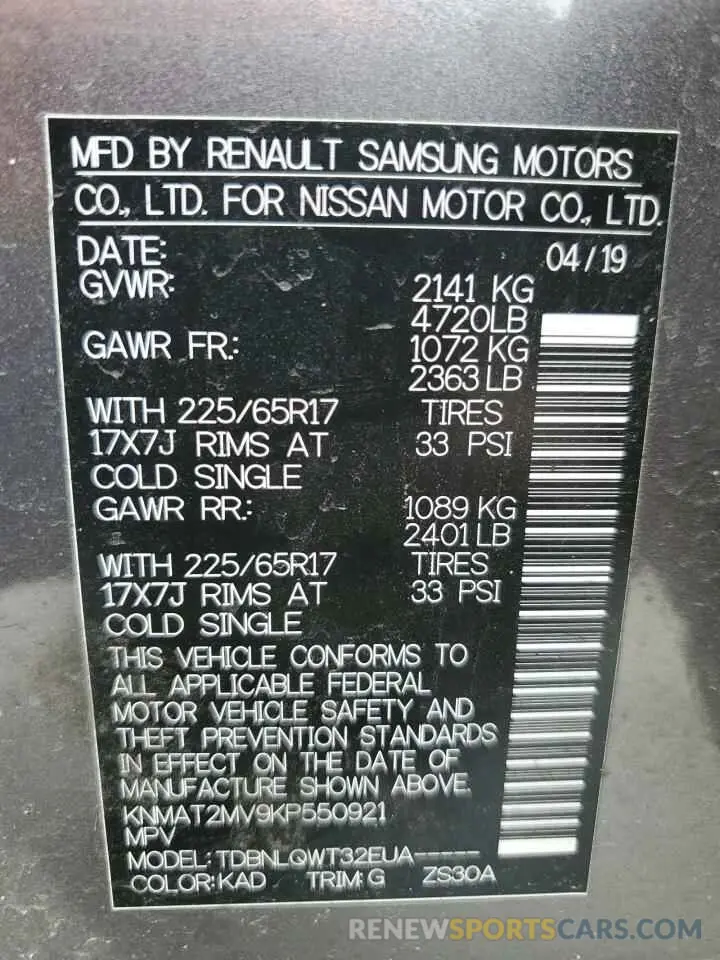 MFD BY RENAULT SAMSUNG MOTORS
CO., LTD. FOR NISSAN MOTOR CO., LTD.
DATE: 04/19
GVWR: 2141 KG
4720LB
GAWR FR.: 1072 KG
2363LB
WITH 225/65R17 TIRES
17X7J RIMS AT 33 PSI
COLD SINGLE
GAWR RR.: 1089 KG
2401LB
WITH 225/65R17 TIRES
17X7J RIMS AT 33 PSI
COLD SINGLE
THIS VEHICLE CONFORMS TO
ALL APPLICABLE FEDERAL
MOTOR VEHICLE SAFETY AND
THEFT PREVENTION STANDARDS
IN EFFECT ON THE DATE OF
MANUFACTURE SHOWN ABOVE.
KNMAT2MV9KP550921
MPV
MODEL: TDBNLQWT32EUA-----
COLOR: KAD TRIM: G ZS30A
RENEWSPORTSCARS.COM